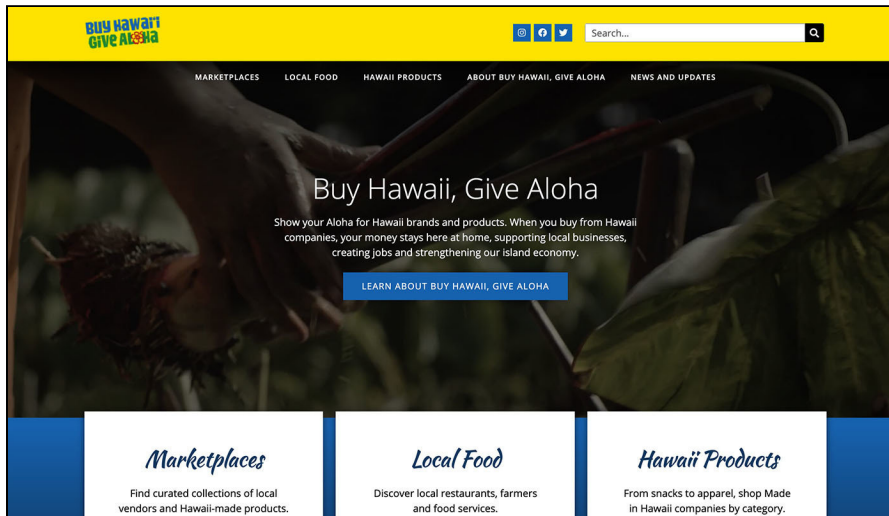 BUY HAWAI'I
GIVE ALOHA
Search...
MARKETPLACES LOCAL FOOD HAWAII PRODUCTS ABOUT BUY HAWAII, GIVE ALOHA NEWS AND UPDATES
Buy Hawaii, Give Aloha
Show your Aloha for Hawaii brands and products. When you buy from Hawaii
companies, your money stays here at home, supporting local businesses,
creating jobs and strengthening our island economy.
LEARN ABOUT BUY HAWAII, GIVE ALOHA
Marketplaces
Find curated collections of local
vendors and Hawaii-made products.
Local Food
Discover local restaurants, farmers
and food services.
Hawaii Products
From snacks to apparel, shop Made
in Hawaii companies by category.